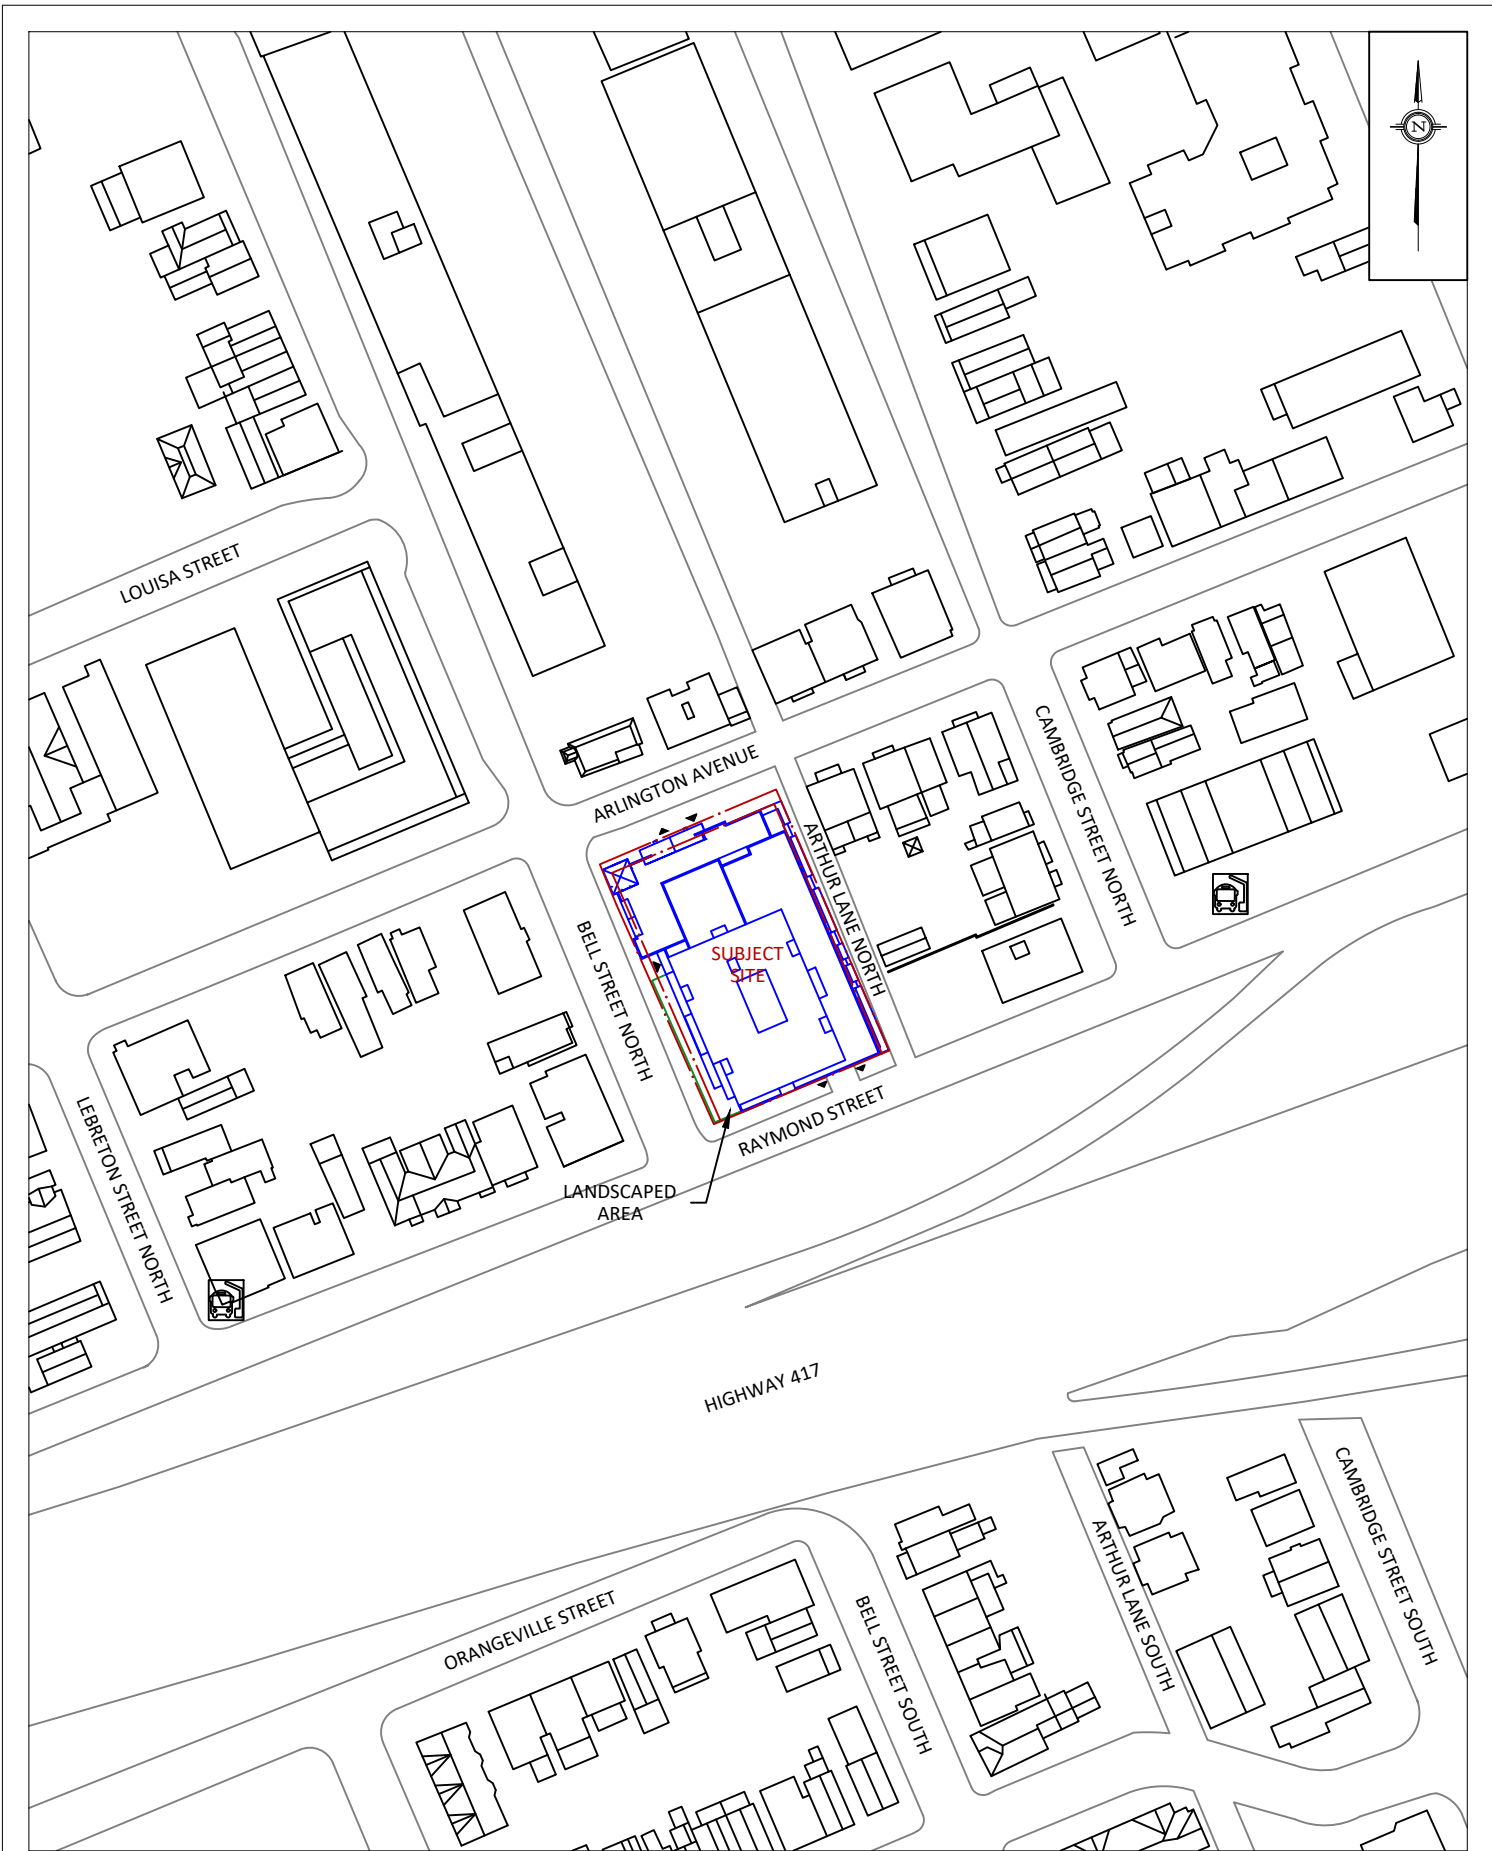 N
LOUISA STREET
ARLINGTON AVENUE
CAMBRIDGE STREET NORTH
ARTHUR LANE NORTH
BELL STREET NORTH
SUBJECT
SITE
LEBRETON STREET NORTH
RAYMOND STREET
LANDSCAPED
AREA
HIGHWAY 417
CAMBRIDGE STREET SOUTH
ARTHUR LANE SOUTH
ORANGEVILLE STREET
BELL STREET SOUTH